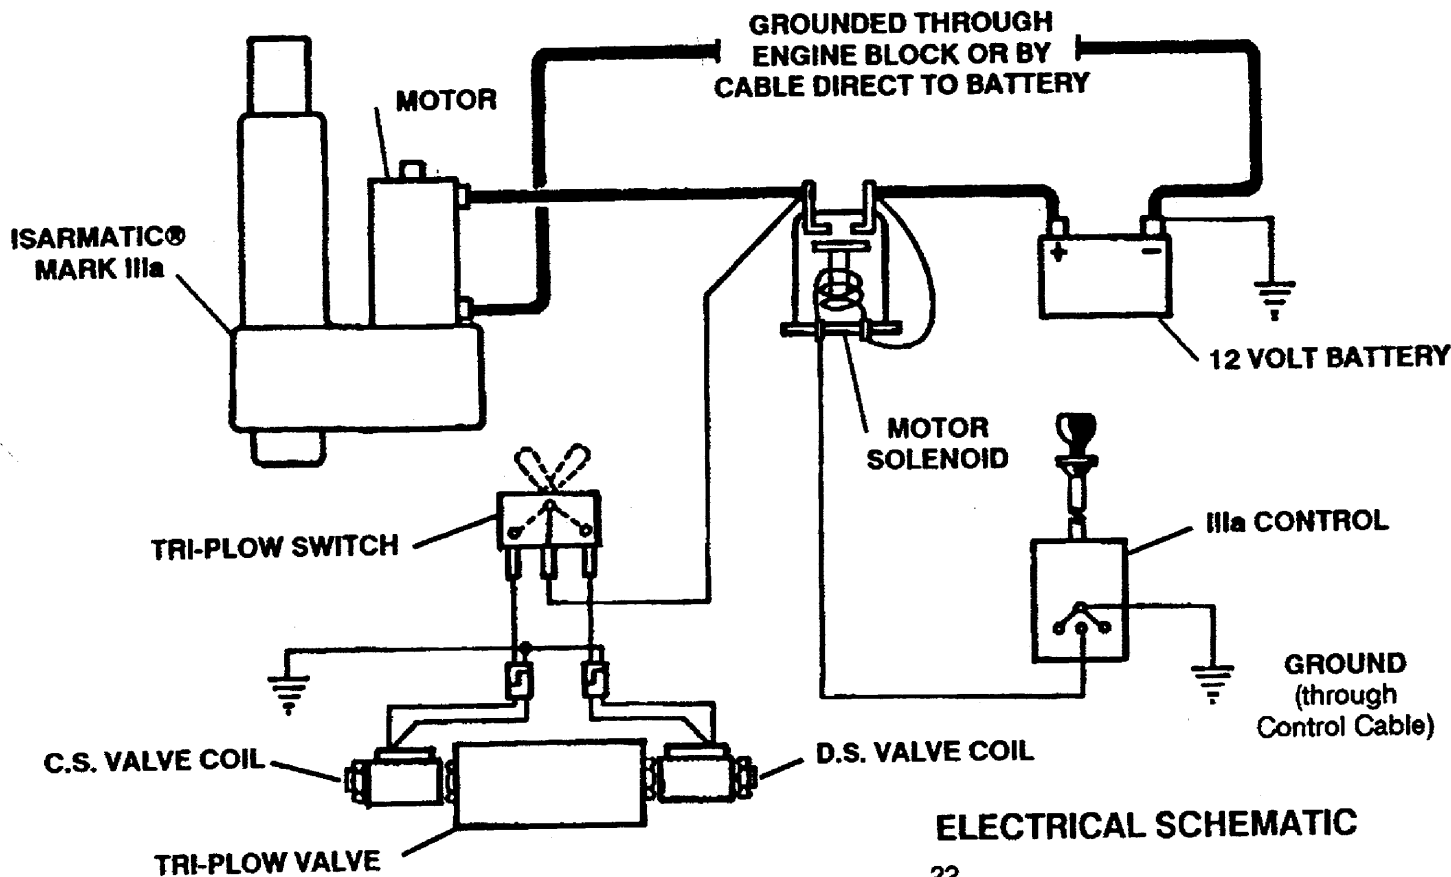 GROUNDED THROUGH
ENGINE BLOCK OR BY
CABLE DIRECT TO BATTERY
MOTOR
ISARMATIC®
MARK IIIa
+
−
12 VOLT BATTERY
MOTOR
SOLENOID
IIIa CONTROL
TRI-PLOW SWITCH
GROUND
(through
Control Cable)
C.S. VALVE COIL
D.S. VALVE COIL
ELECTRICAL SCHEMATIC
TRI-PLOW VALVE